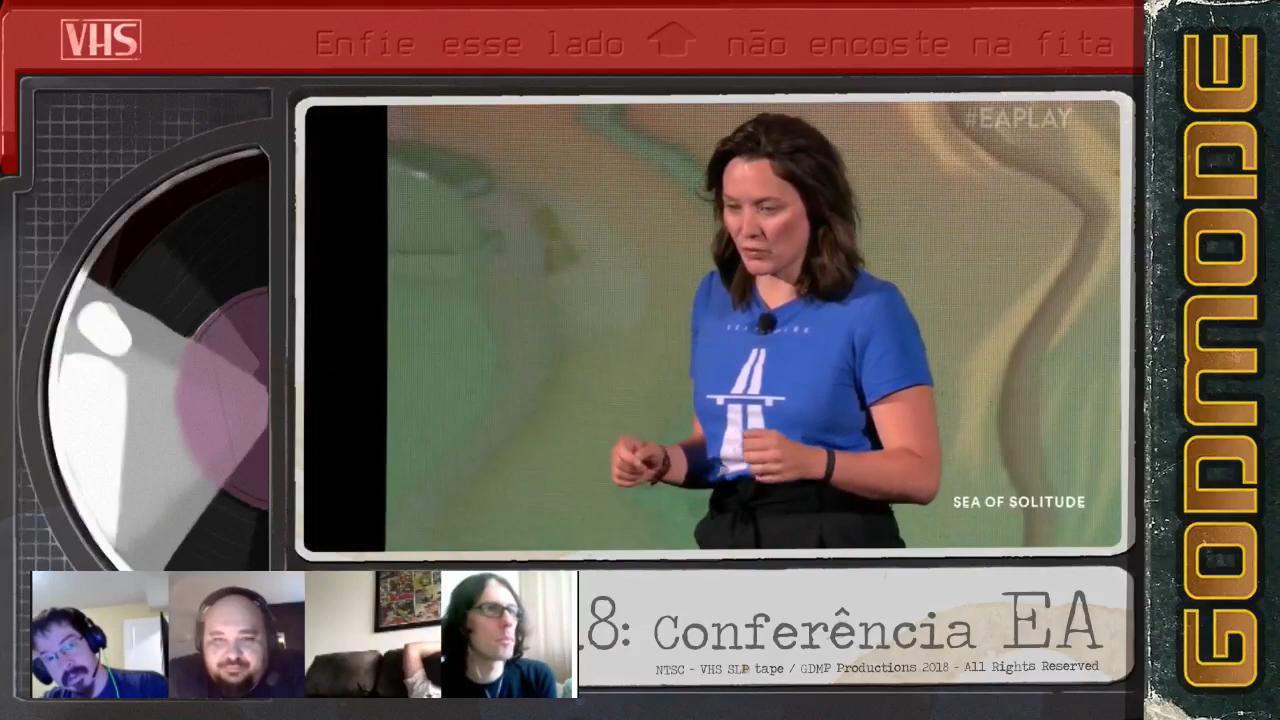 VHS
Enfie esse lado não encoste na fita
#EAPLAY
SEA OF SOLITUDE
8: Conferência EA
NTSC - VHS SLP tape / GDMP Productions 2018 - All Rights Reserved
GODMODE